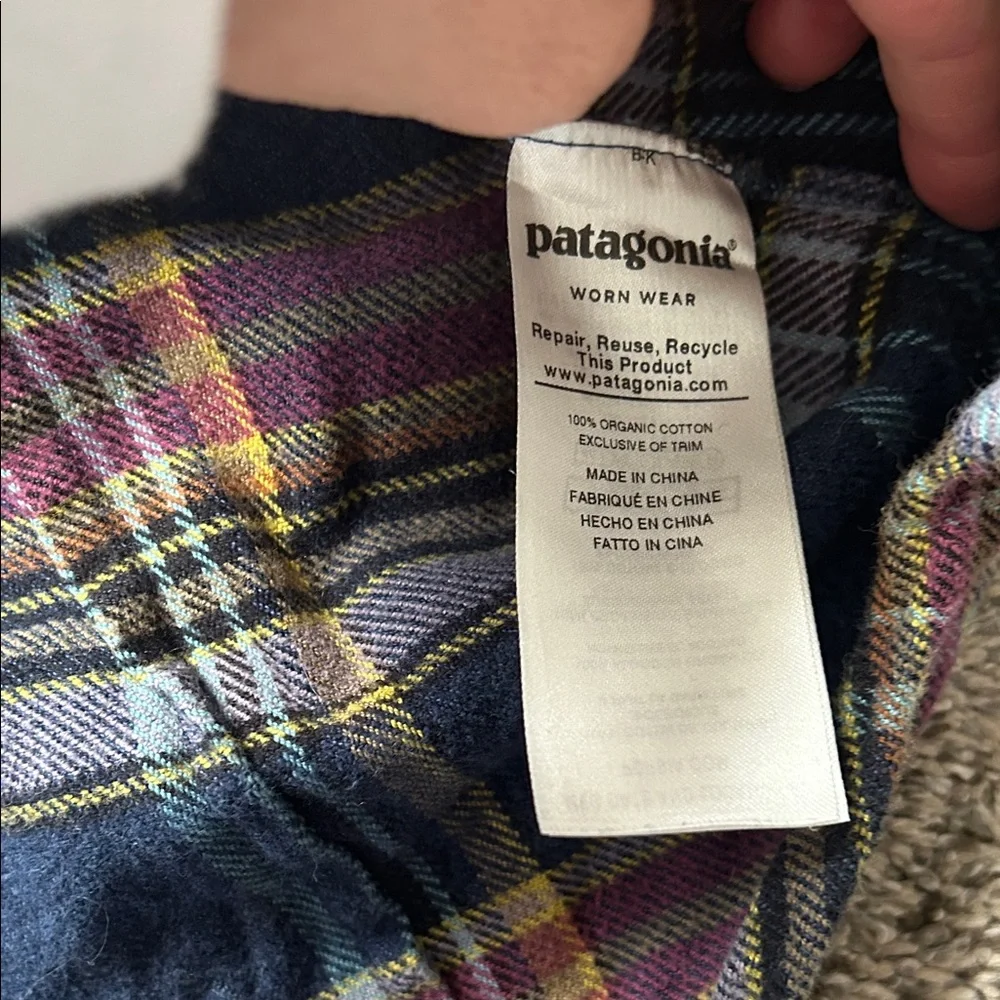 B-K
patagonia®
WORN WEAR
Repair, Reuse, Recycle
This Product
www.patagonia.com
100% ORGANIC COTTON
EXCLUSIVE OF TRIM
MADE IN CHINA
FABRIQUÉ EN CHINE
HECHO EN CHINA
FATTO IN CINA